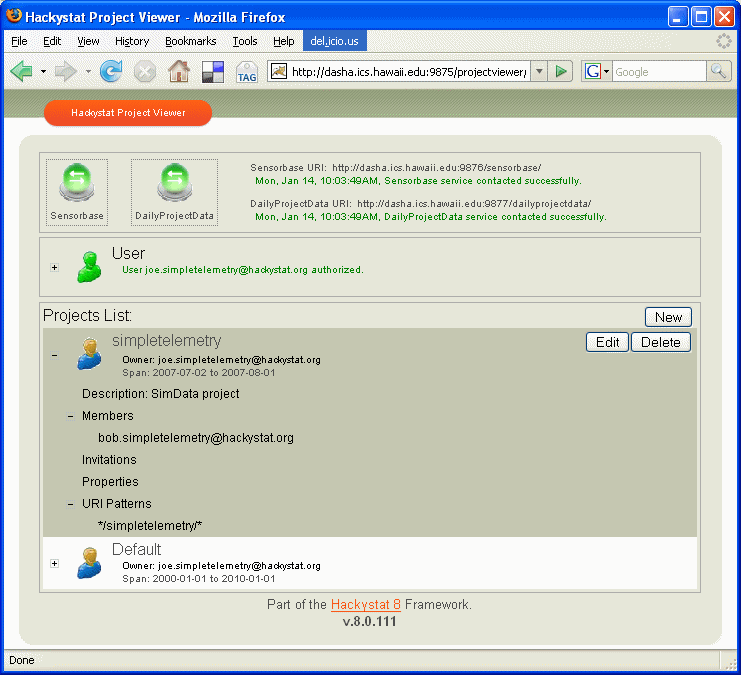 Hackystat Project Viewer - Mozilla Firefox
File Edit View History Bookmarks Tools Help del.icio.us
TAG http://dasha.ics.hawaii.edu:9875/projectviewer/ G Google
Hackystat Project Viewer
Sensorbase URI: http://dasha.ics.hawaii.edu:9876/sensorbase/
Mon, Jan 14, 10:03:49AM, Sensorbase service contacted successfully.
DailyProjectData URI: http://dasha.ics.hawaii.edu:9877/dailyprojectdata/
Sensorbase DailyProjectData Mon, Jan 14, 10:03:49AM, DailyProjectData service contacted successfully.
User
User joe.simpletelemetry@hackystat.org authorized.
Projects List: New
simpletelemetry Edit Delete
Owner: joe.simpletelemetry@hackystat.org
Span: 2007-07-02 to 2007-08-01
Description: SimData project
Members
bob.simpletelemetry@hackystat.org
Invitations
Properties
URI Patterns
*/simpletelemetry/*
Default
Owner: joe.simpletelemetry@hackystat.org
Span: 2000-01-01 to 2010-01-01
Part of the Hackystat 8 Framework.
v.8.0.111
Done